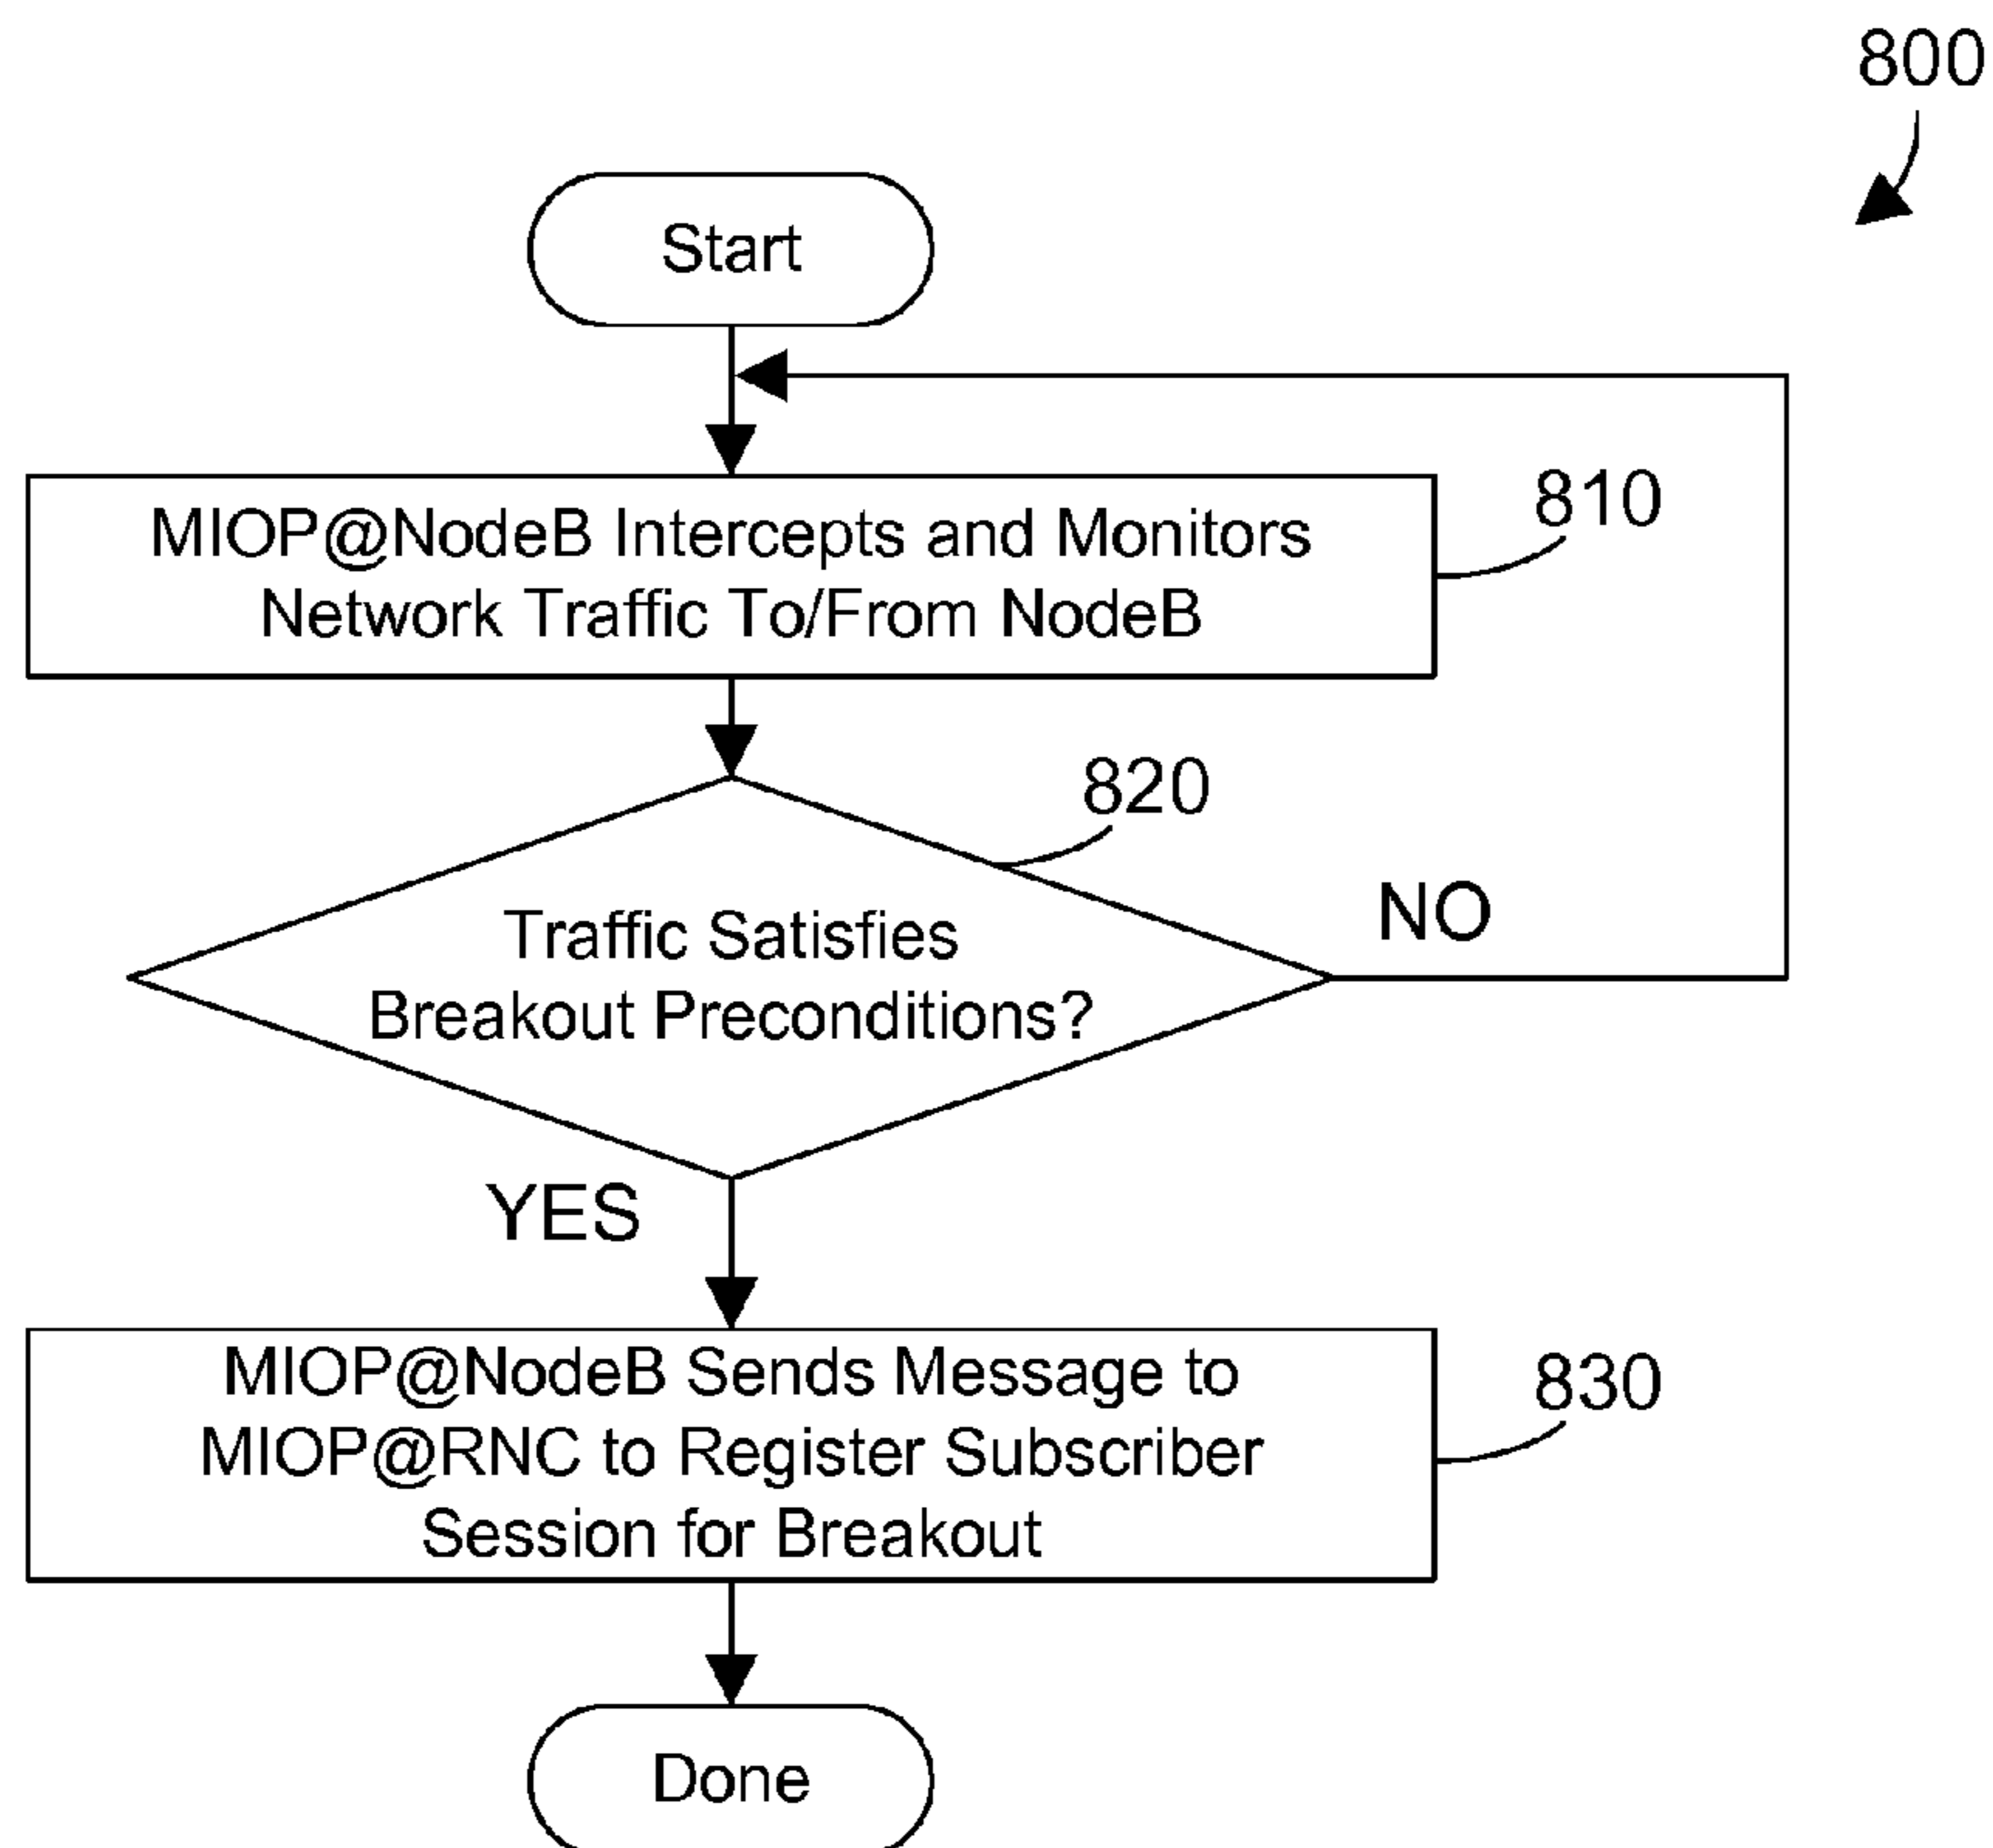 800
Start
MIOP@NodeB Intercepts and Monitors
Network Traffic To/From NodeB
810
820
Traffic Satisfies
Breakout Preconditions?
NO
YES
MIOP@NodeB Sends Message to
MIOP@RNC to Register Subscriber
Session for Breakout
830
Done